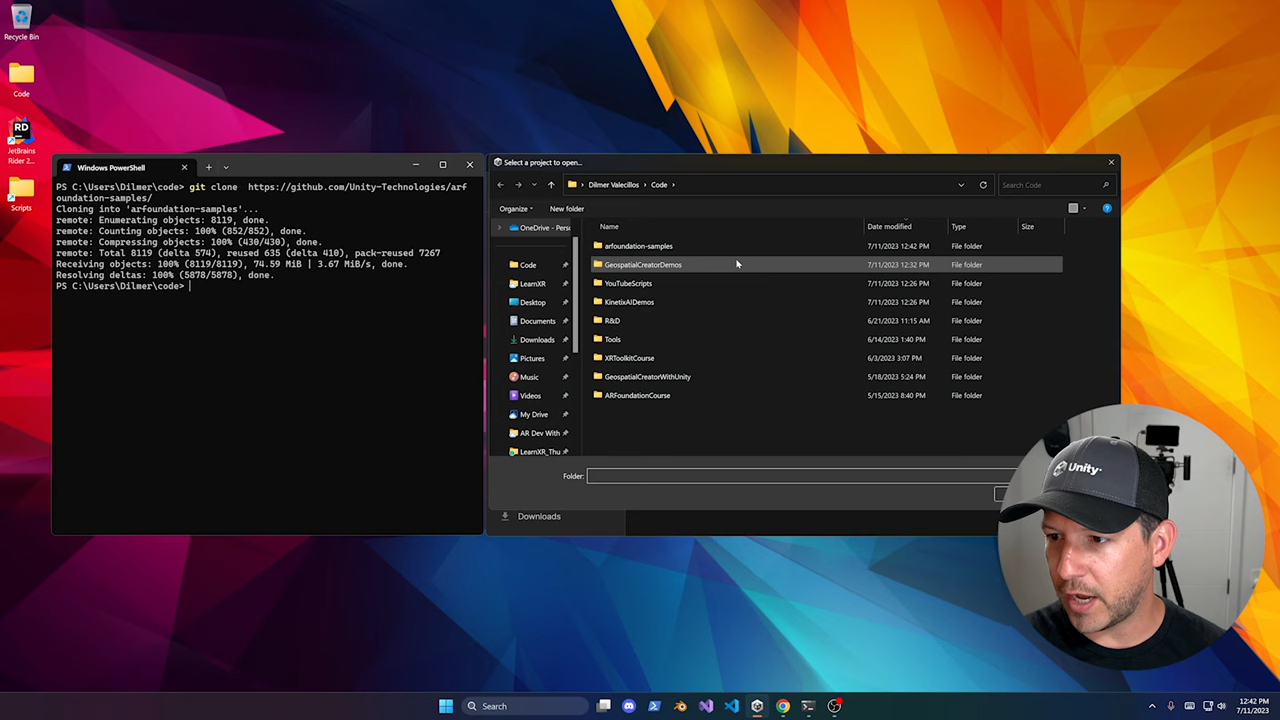 Recycle Bin
Code
RD
JetBrains
Rider 2...
Scripts
Windows PowerShell
PS C:\Users\Dilmer\code> git clone  https://github.com/Unity-Technologies/arf
oundation-samples/
Cloning into 'arfoundation-samples'...
remote: Enumerating objects: 8119, done.
remote: Counting objects: 100% (852/852), done.
remote: Compressing objects: 100% (430/430), done.
remote: Total 8119 (delta 574), reused 635 (delta 410), pack-reused 7267
Receiving objects: 100% (8119/8119), 74.59 MiB | 3.67 MiB/s, done.
Resolving deltas: 100% (5878/5878), done.
PS C:\Users\Dilmer\code>
Select a project to open...
Dilmer Valecillos > Code >
Search Code
Organize
New folder
OneDrive - Perso
Code
LearnXR
Desktop
Documents
Downloads
Pictures
Music
Videos
My Drive
AR Dev With
LearnXR_Thu
Name Date modified Type Size
arfoundation-samples 7/11/2023 12:42 PM File folder
GeospatialCreatorDemos 7/11/2023 12:32 PM File folder
YouTubeScripts 7/11/2023 12:26 PM File folder
KinetixAIDemos 7/11/2023 12:26 PM File folder
R&D 6/21/2023 11:15 AM File folder
Tools 6/14/2023 1:40 PM File folder
XRToolkitCourse 6/3/2023 3:07 PM File folder
GeospatialCreatorWithUnity 5/18/2023 5:24 PM File folder
ARFoundationCourse 5/15/2023 8:40 PM File folder
Folder:
Downloads
Unity
Search
12:42 PM
7/11/2023